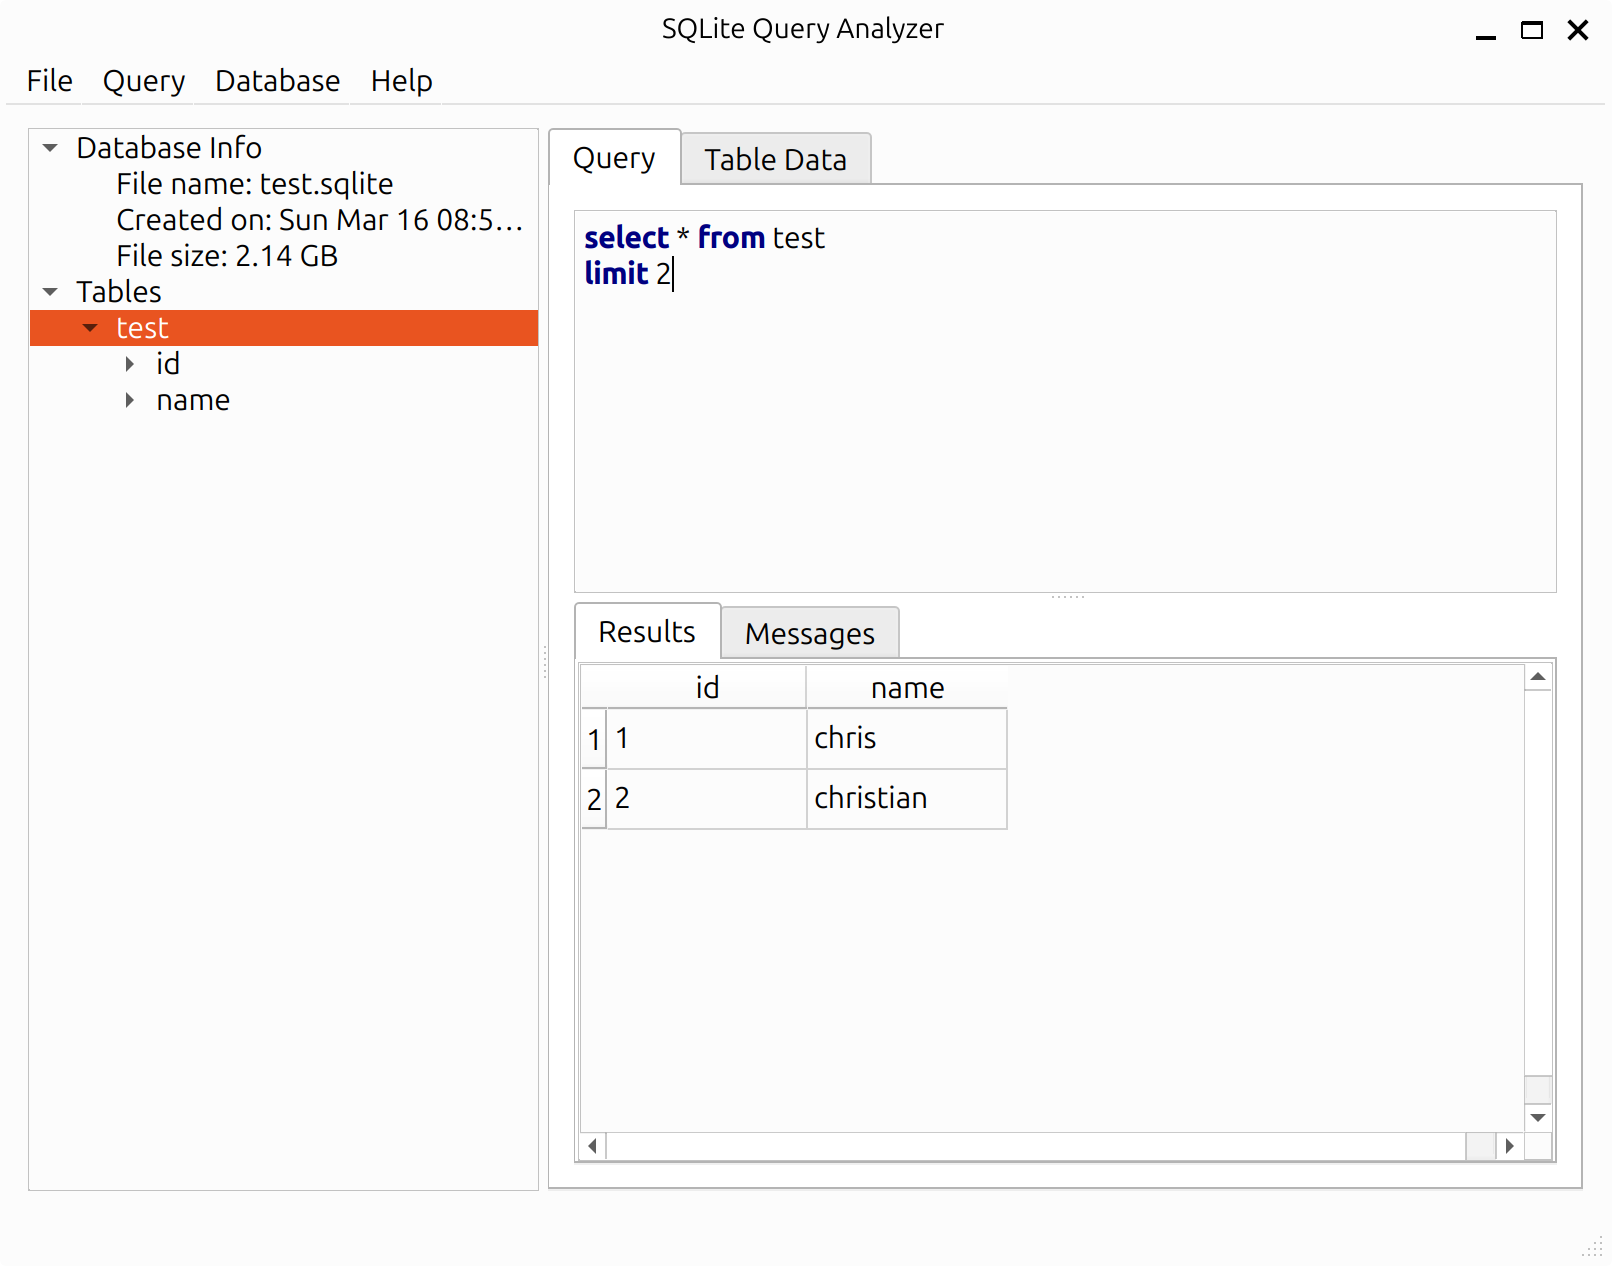 SQLite Query Analyzer
File Query Database Help
Database Info
File name: test.sqlite
Created on: Sun Mar 16 08:5...
File size: 2.14 GB
Tables
test
id
name
Query Table Data
select * from test
limit 2
Results Messages
id name
1 1 chris
2 2 christian